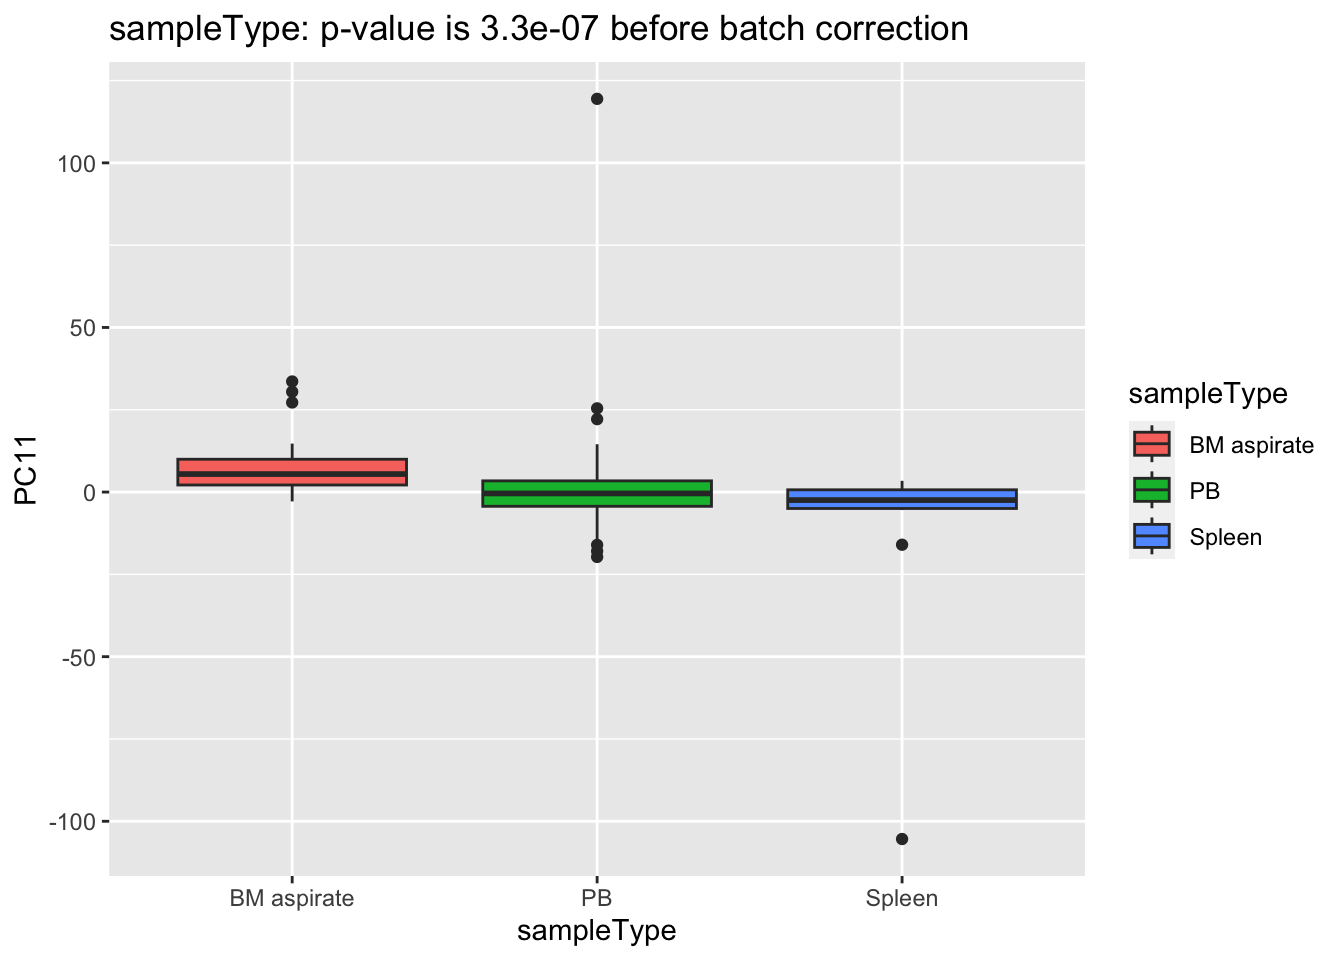 sampleType: p-value is 3.3e-07 before batch correction
PC11
100
50
0
-50
-100
BM aspirate
PB
Spleen
sampleType
sampleType
BM aspirate
PB
Spleen